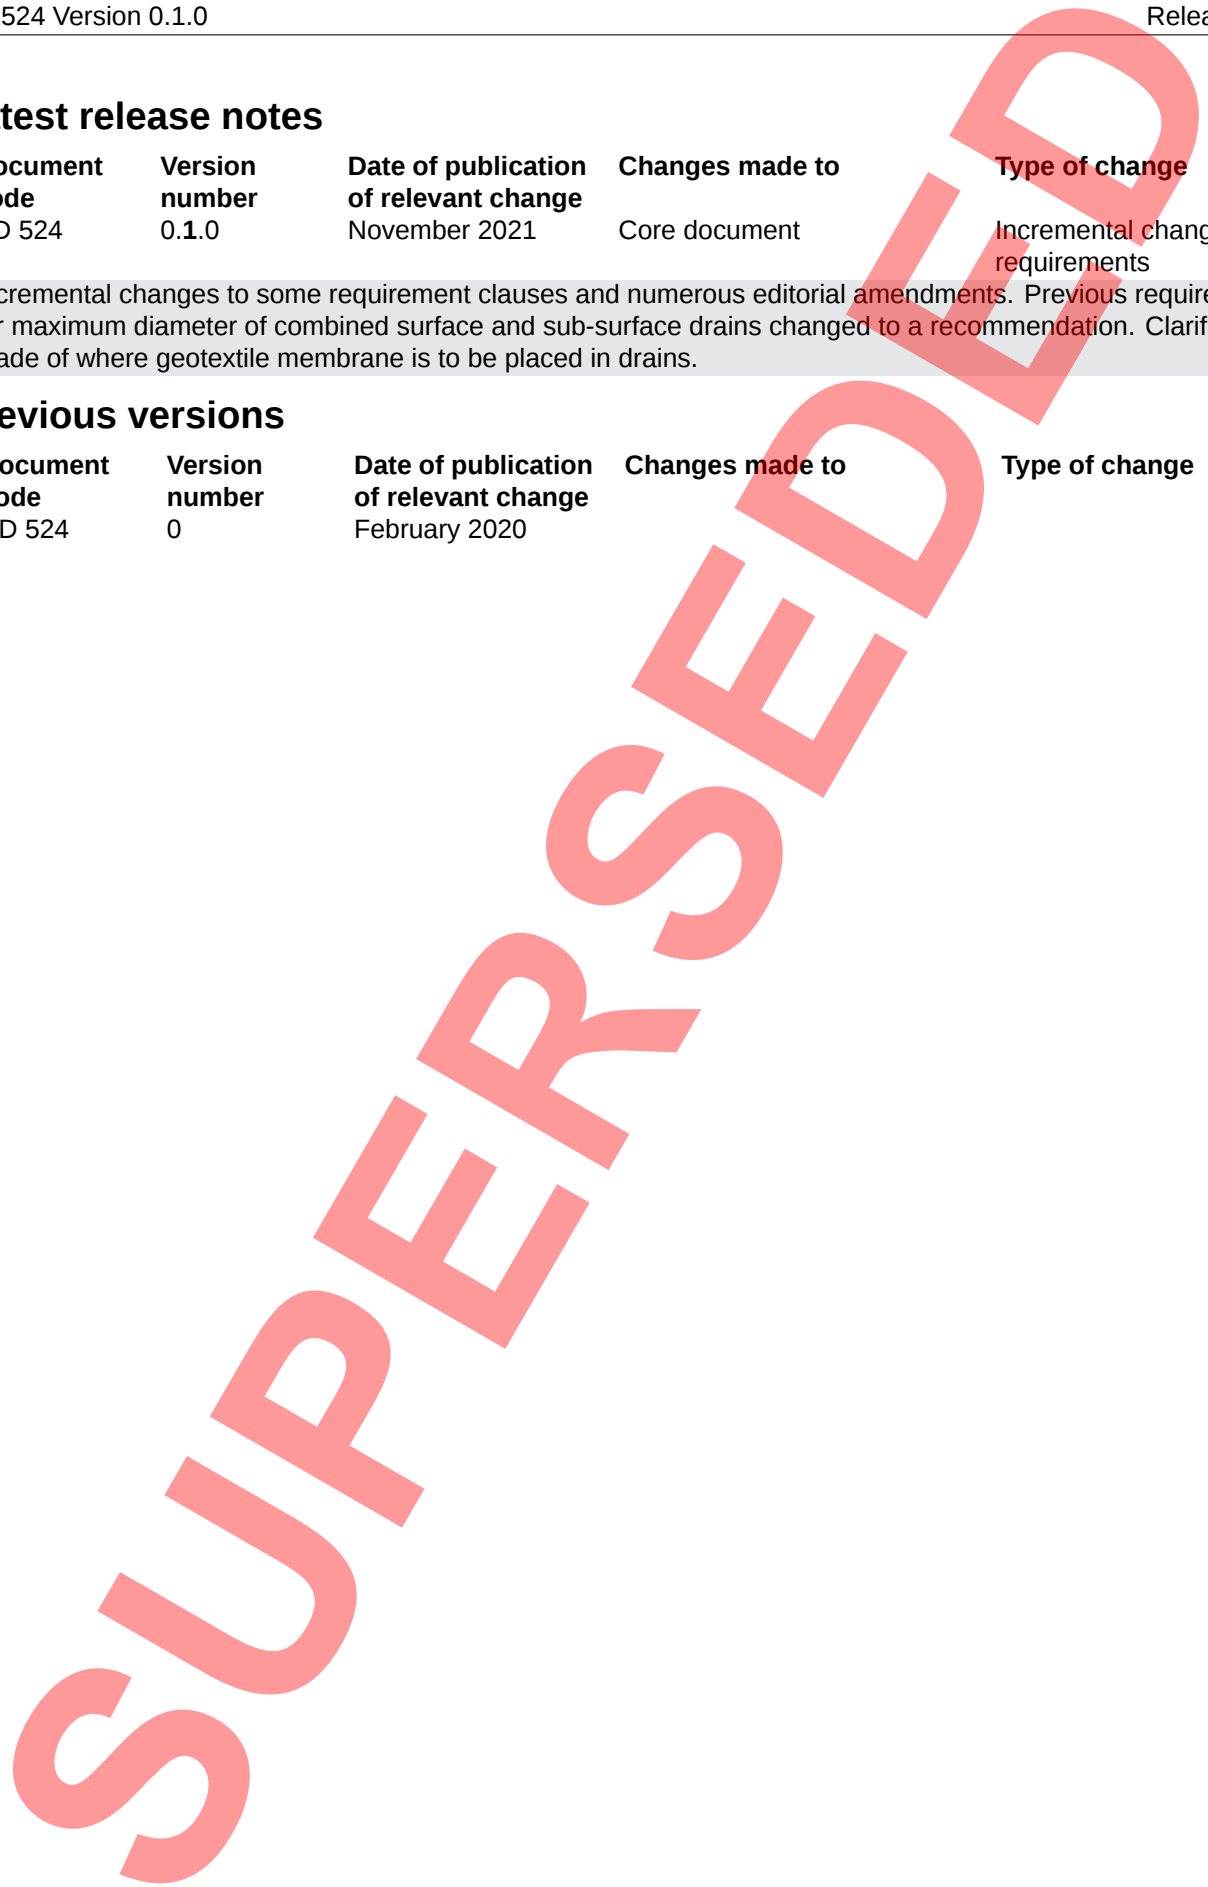 524 Version 0.1.0 Relea
test release notes
ocument Version Date of publication Changes made to Type of change
ode number of relevant change
D 524 0.1.0 November 2021 Core document Incremental chang
requirements
cremental changes to some requirement clauses and numerous editorial amendments. Previous require
r maximum diameter of combined surface and sub-surface drains changed to a recommendation. Clarif
ade of where geotextile membrane is to be placed in drains.
evious versions
ocument Version Date of publication Changes made to Type of change
ode number of relevant change
D 524 0 February 2020
SUPERSEDED